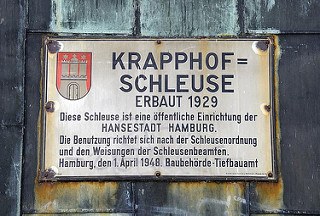 KRAPPHOF=
SCHLEUSE
ERBAUT 1929
Diese Schleuse ist eine öffentliche Einrichtung der
HANSESTADT HAMBURG.
Die Benutzung richtet sich nach der Schleusenordnung
und den Weisungen der Schleusenbeamten.
Hamburg, den 1. April 1948. Baubehörde-Tiefbauamt